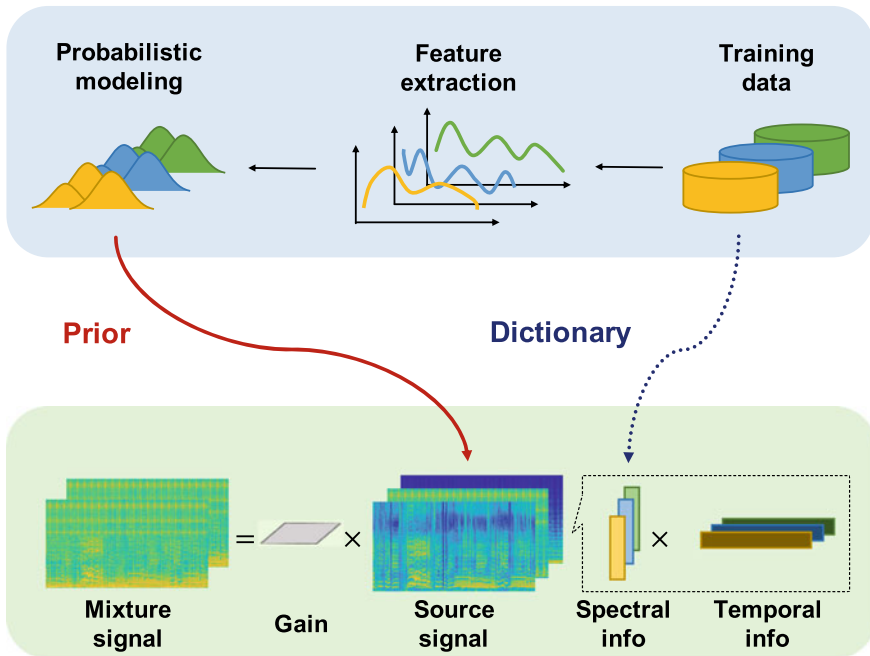 Probabilistic
modeling
Feature
extraction
Training
data
Prior
Dictionary
=
×
×
Mixture
signal
Gain
Source
signal
Spectral
info
Temporal
info